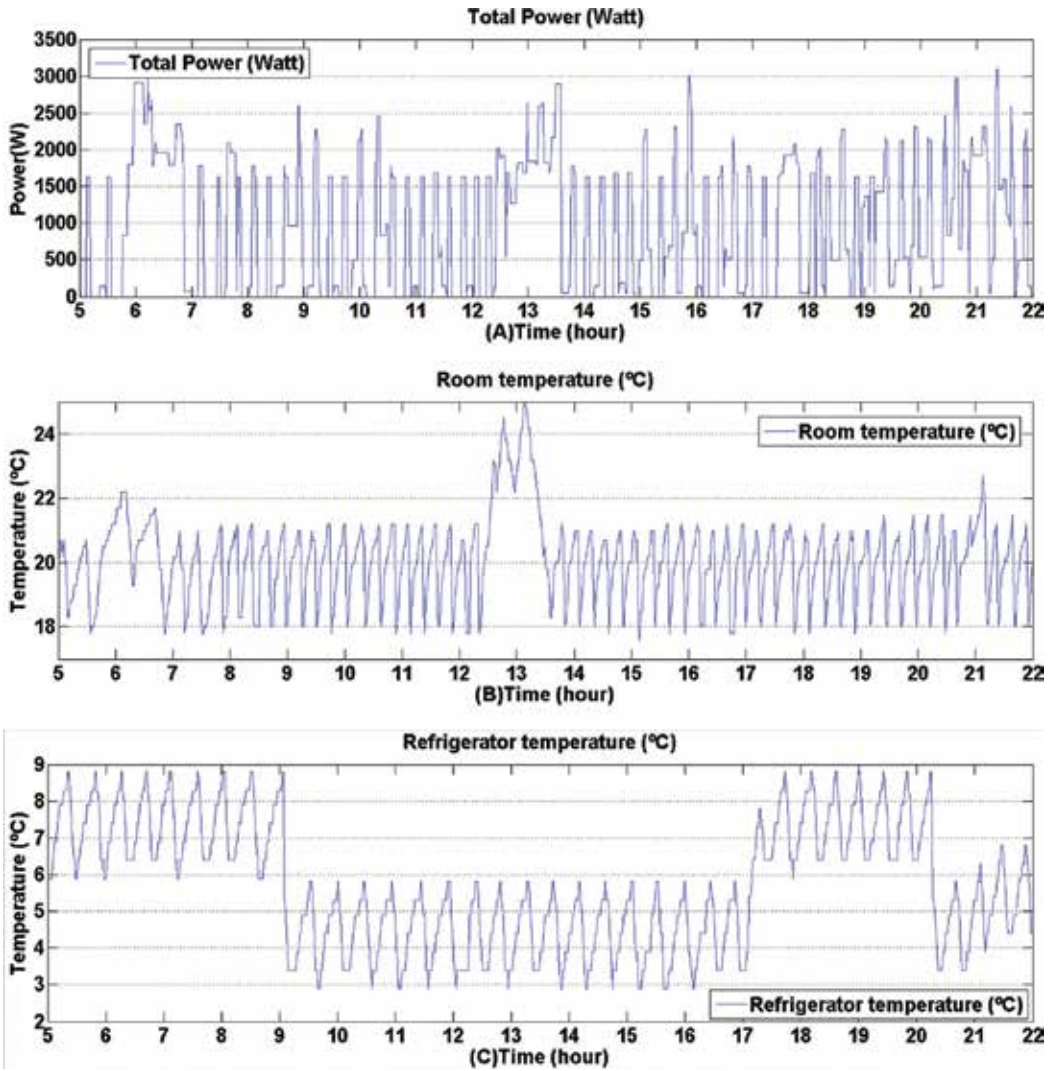 Total Power (Watt)
3500
3000
2500
2000
1500
1000
500
0
Power(W)
Total Power (Watt)
5 6 7 8 9 10 11 12 13 14 15 16 17 18 19 20 21 22
(A)Time (hour)
Room temperature (ºC)
24
22
20
18
Temperature (ºC)
Room temperature (ºC)
5 6 7 8 9 10 11 12 13 14 15 16 17 18 19 20 21 22
(B)Time (hour)
Refrigerator temperature (ºC)
9
8
7
6
5
4
3
2
Temperature (ºC)
Refrigerator temperature (ºC)
5 6 7 8 9 10 11 12 13 14 15 16 17 18 19 20 21 22
(C)Time (hour)